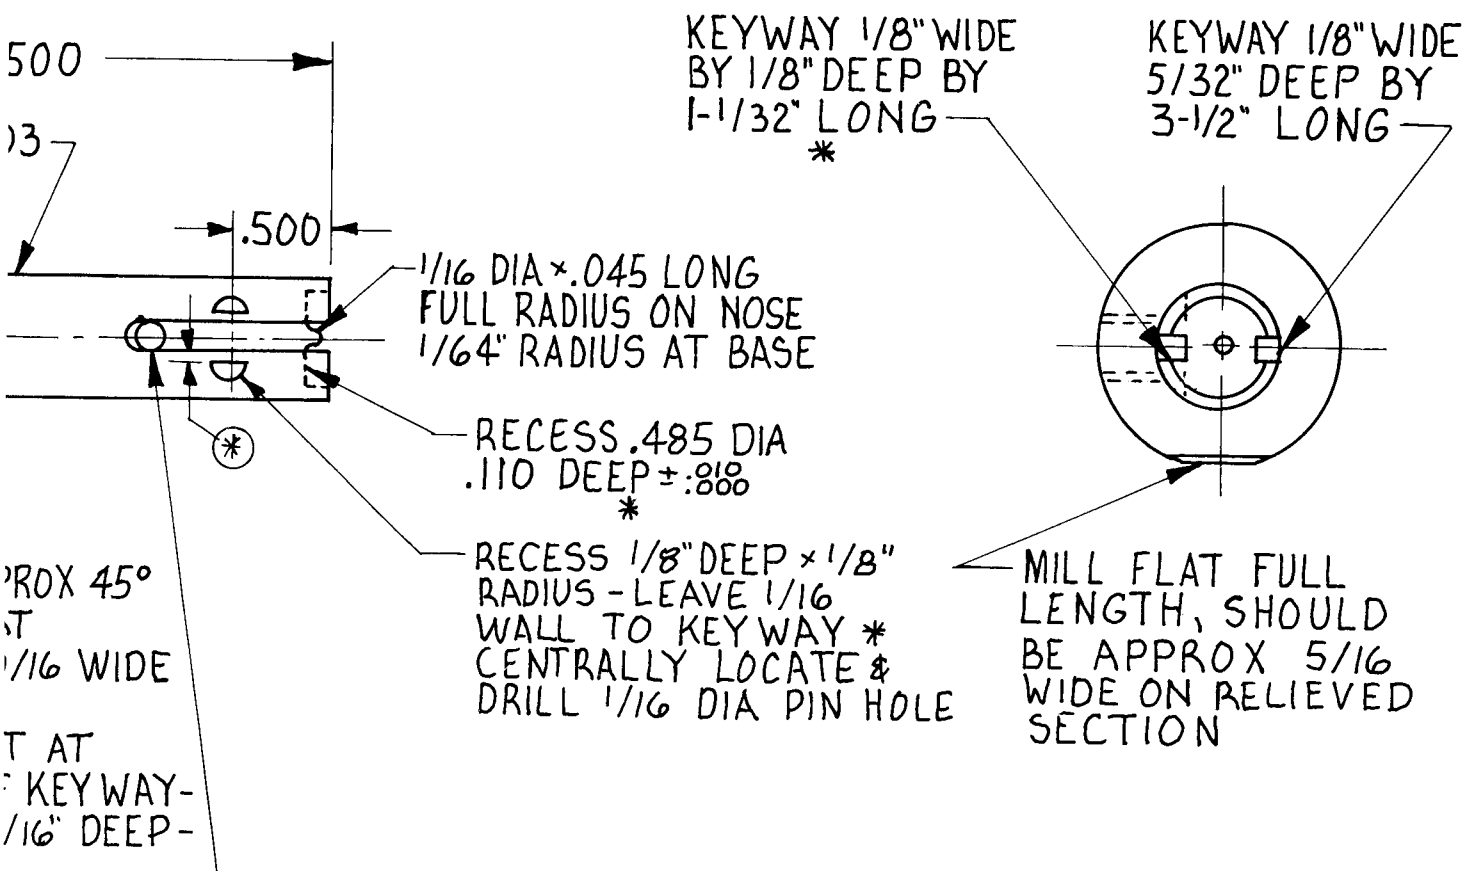 500
KEYWAY 1/8" WIDE
BY 1/8" DEEP BY
1-1/32" LONG
*
KEYWAY 1/8" WIDE
5/32" DEEP BY
3-1/2" LONG
03
.500
1/16 DIA × .045 LONG
FULL RADIUS ON NOSE
1/64" RADIUS AT BASE
*
RECESS .485 DIA
.110 DEEP ± .010 .000
*
RECESS 1/8" DEEP × 1/8"
RADIUS - LEAVE 1/16
WALL TO KEYWAY *
CENTRALLY LOCATE &
DRILL 1/16 DIA PIN HOLE
MILL FLAT FULL
LENGTH, SHOULD
BE APPROX 5/16
WIDE ON RELIEVED
SECTION
PROX 45°
AT
1/16 WIDE
T AT
F KEYWAY-
/16" DEEP-